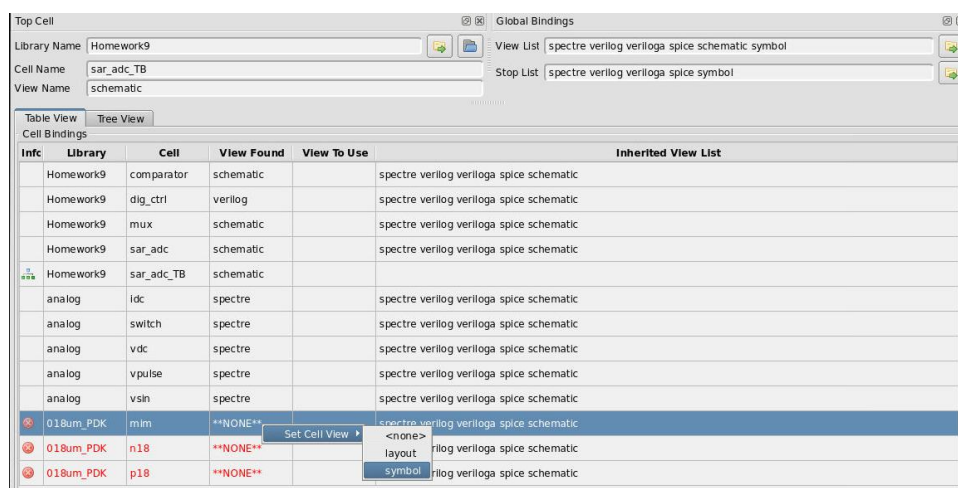 Top Cell
Global Bindings
Library Name Homework9
View List spectre verilog veriloga spice schematic symbol
Cell Name sar_adc_TB
Stop List spectre verilog veriloga spice symbol
View Name schematic
Table View Tree View
Cell Bindings
Info Library Cell View Found View To Use Inherited View List
Homework9 comparator schematic spectre verilog veriloga spice schematic
Homework9 dig_ctrl verilog spectre verilog veriloga spice schematic
Homework9 mux schematic spectre verilog veriloga spice schematic
Homework9 sar_adc schematic spectre verilog veriloga spice schematic
Homework9 sar_adc_TB schematic
analog idc spectre spectre verilog veriloga spice schematic
analog switch spectre spectre verilog veriloga spice schematic
analog vdc spectre spectre verilog veriloga spice schematic
analog vpulse spectre spectre verilog veriloga spice schematic
analog vsin spectre spectre verilog veriloga spice schematic
018um_PDK mim **NONE** spectre verilog veriloga spice schematic
Set Cell View <none>
018um_PDK n18 **NONE** layout rilog veriloga spice schematic
018um_PDK p18 **NONE** symbol rilog veriloga spice schematic